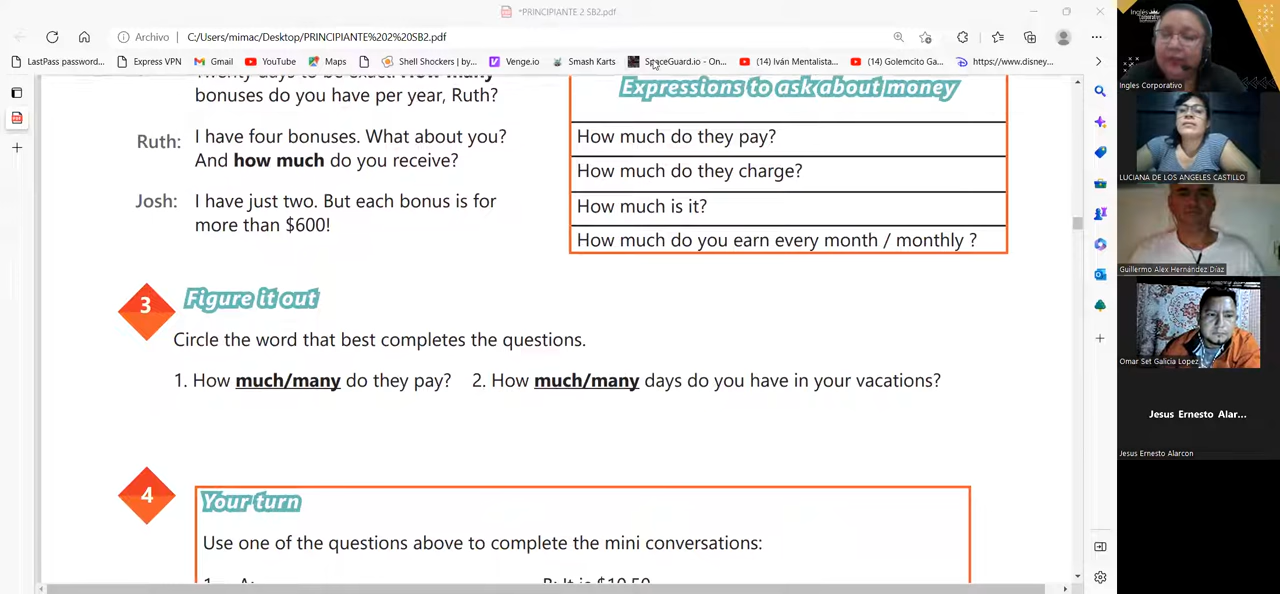 *PRINCIPIANTE 2 SB2.pdf
Archivo | C:/Users/mimac/Desktop/PRINCIPIANTE%202%20SB2.pdf
LastPass password... Express VPN Gmail YouTube Maps Shell Shockers | by... Venge.io Smash Karts SpaceGuard.io - On... (14) Iván Mentalista... (14) Golemcito Ga... https://www.disney...
bonuses do you have per year, Ruth?
Ruth: I have four bonuses. What about you?
And how much do you receive?
Josh: I have just two. But each bonus is for
more than $600!
Expressions to ask about money
How much do they pay?
How much do they charge?
How much is it?
How much do you earn every month / monthly ?
3 Figure it out
Circle the word that best completes the questions.
1. How much/many do they pay? 2. How much/many days do you have in your vacations?
4 Your turn
Use one of the questions above to complete the mini conversations:
1. A: B: It is $10.50
Inglés Corporativo
Ingles Corporativo
LUCIANA DE LOS ANGELES CASTILLO
Guillermo Alex Hernández Díaz
Omar Set Galicia Lopez
Jesus Ernesto Alar...
Jesus Ernesto Alarcon